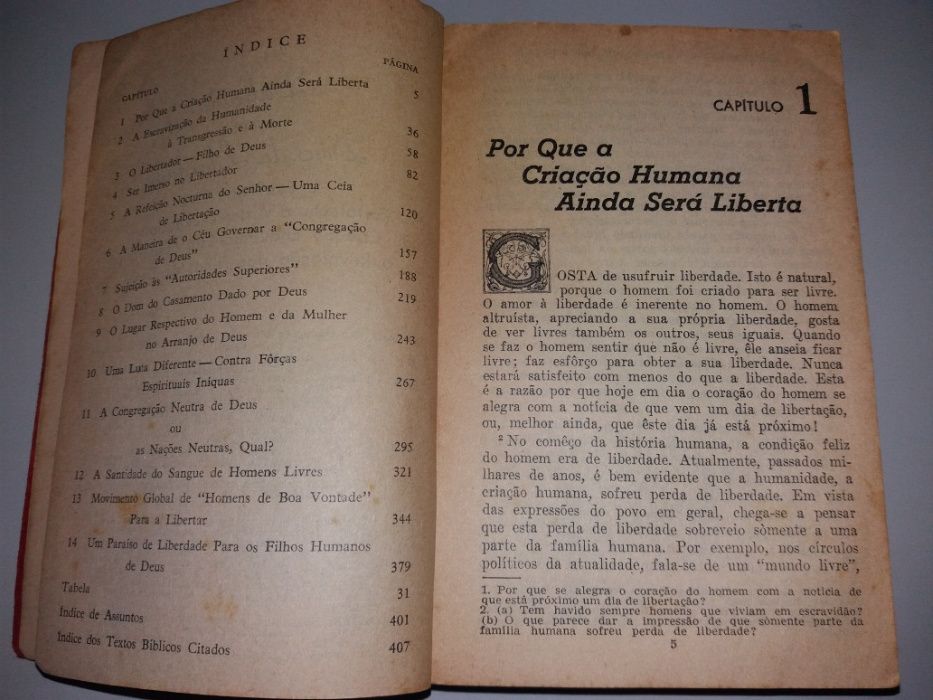 ÍNDICE
CAPÍTULO PÁGINA
1 Por Que a Criação Humana Ainda Será Liberta 5
2 A Escravização da Humanidade
à Transgressão e à Morte 36
3 O Libertador — Filho de Deus 58
4 Ser Imerso no Libertador 82
5 A Refeição Nocturna do Senhor — Uma Ceia
de Libertação 120
6 A Maneira de o Céu Governar a "Congregação
de Deus" 157
7 Sujeição às "Autoridades Superiores" 188
8 O Dom do Casamento Dado por Deus 219
9 O Lugar Respectivo do Homem e da Mulher
no Arranjo de Deus 243
10 Uma Luta Diferente — Contra Fôrças
Espirituais Iníquas 267
11 A Congregação Neutra de Deus
ou
as Nações Neutras, Qual? 295
12 A Santidade do Sangue de Homens Livres 321
13 Movimento Global de "Homens de Boa Vontade"
Para a Libertar 344
14 Um Paraíso de Liberdade Para os Filhos Humanos
de Deus 379
Tabela 31
Índice de Assuntos 401
Índice dos Textos Bíblicos Citados 407
CAPÍTULO 1
Por Que a
Criação Humana
Ainda Será Liberta
GOSTA de usufruir liberdade. Isto é natural,
porque o homem foi criado para ser livre.
O amor à liberdade é inerente no homem. O homem
altruísta, apreciando a sua própria liberdade, gosta
de ver livres também os outros, seus iguais. Quando
se faz o homem sentir que não é livre, êle anseia ficar
livre; faz esfôrço para obter a sua liberdade. Nunca
estará satisfeito com menos do que a liberdade. Esta
é a razão por que hoje em dia o coração do homem se
alegra com a notícia de que vem um dia de libertação,
ou, melhor ainda, que êste dia já está próximo!
² No comêço da história humana, a condição feliz
do homem era de liberdade. Atualmente, passados mi-
lhares de anos, é bem evidente que a humanidade, a
criação humana, sofreu perda de liberdade. Em vista
das expressões do povo em geral, chega-se a pensar
que esta perda de liberdade sobreveio sòmente a uma
parte da família humana. Por exemplo, nos círculos
políticos da atualidade, fala-se de um "mundo livre",
1. Por que se alegra o coração do homem com a notícia de
que está próximo um dia de libertação?
2. (a) Tem havido sempre homens que viviam em escravidão?
(b) O que parece dar a impressão de que sòmente parte da
família humana sofreu perda de liberdade?
5